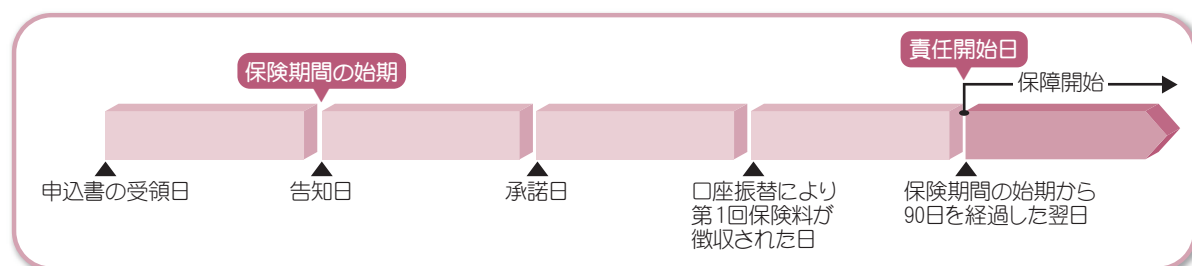 責任開始日
保険期間の始期
保障開始
申込書の受領日
告知日
承諾日
口座振替により
第1回保険料が
徴収された日
保険期間の始期から
90日を経過した翌日